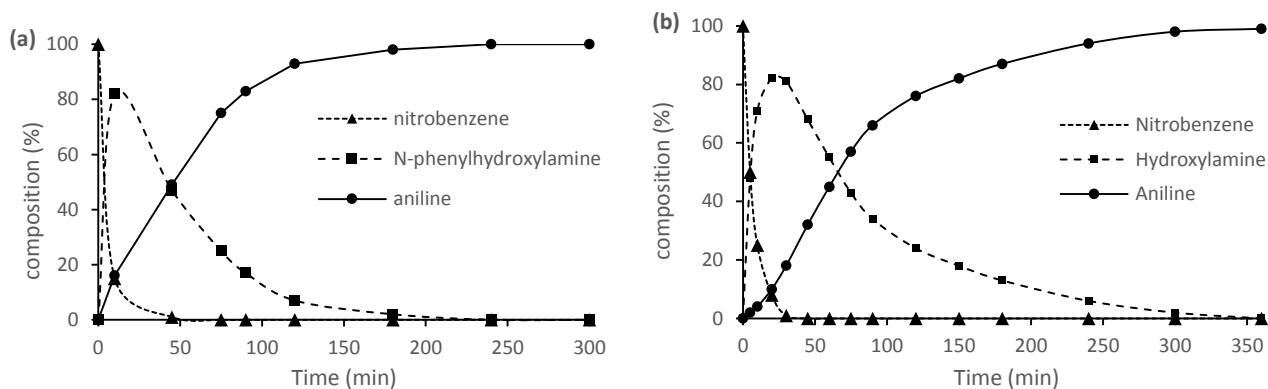 (a)
100
80
60
40
20
0
composition (%)
nitrobenzene
N-phenylhydroxylamine
aniline
0 50 100 150 200 250 300
Time (min)
(b)
100
80
60
40
20
0
composition (%)
Nitrobenzene
Hydroxylamine
Aniline
0 50 100 150 200 250 300 350
Time (min)